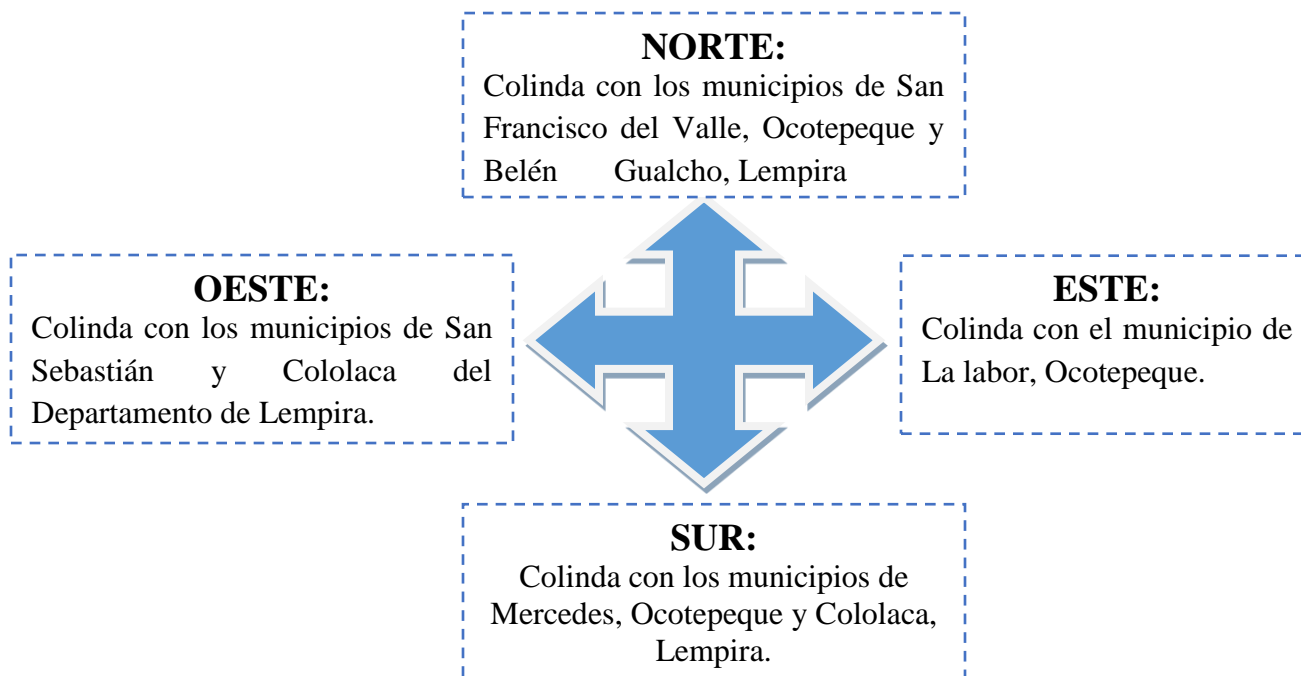 NORTE:
Colinda con los municipios de San
Francisco del Valle, Ocotepeque y
Belén Gualcho, Lempira
OESTE:
Colinda con los municipios de San
Sebastián y Cololaca del
Departamento de Lempira.
ESTE:
Colinda con el municipio de
La labor, Ocotepeque.
SUR:
Colinda con los municipios de
Mercedes, Ocotepeque y Cololaca,
Lempira.